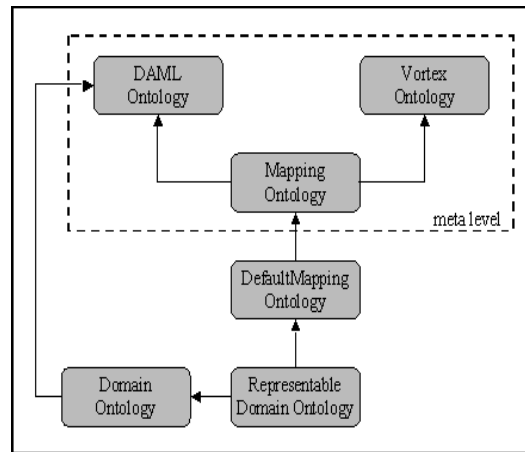 DAML
Ontology
Vortex
Ontology
Mapping
Ontology
meta level
DefaultMapping
Ontology
Domain
Ontology
Representable
Domain Ontology